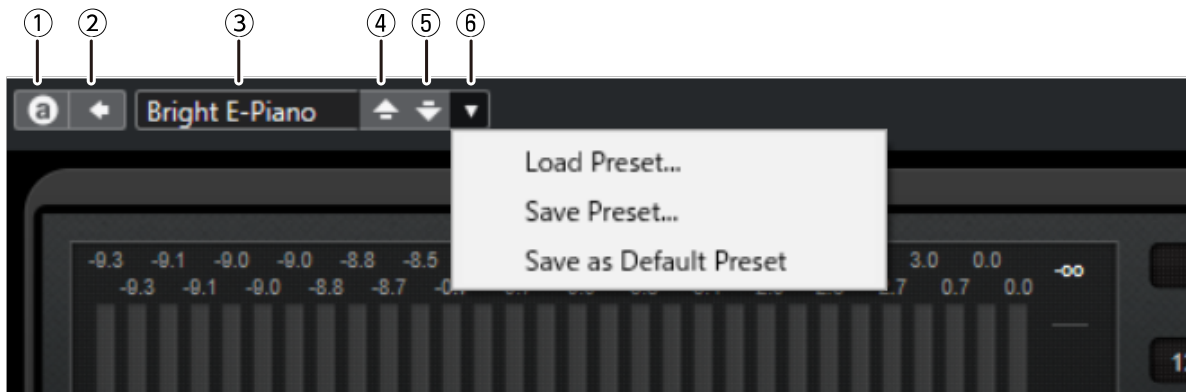 ① ② ③ ④ ⑤ ⑥
a Bright E-Piano
Load Preset...
Save Preset...
Save as Default Preset
-9.3 -9.1 -9.0 -9.0 -8.8 -8.5 3.0 0.0 -∞
-9.3 -9.1 -9.0 -8.8 -8.7 0.7 0.0